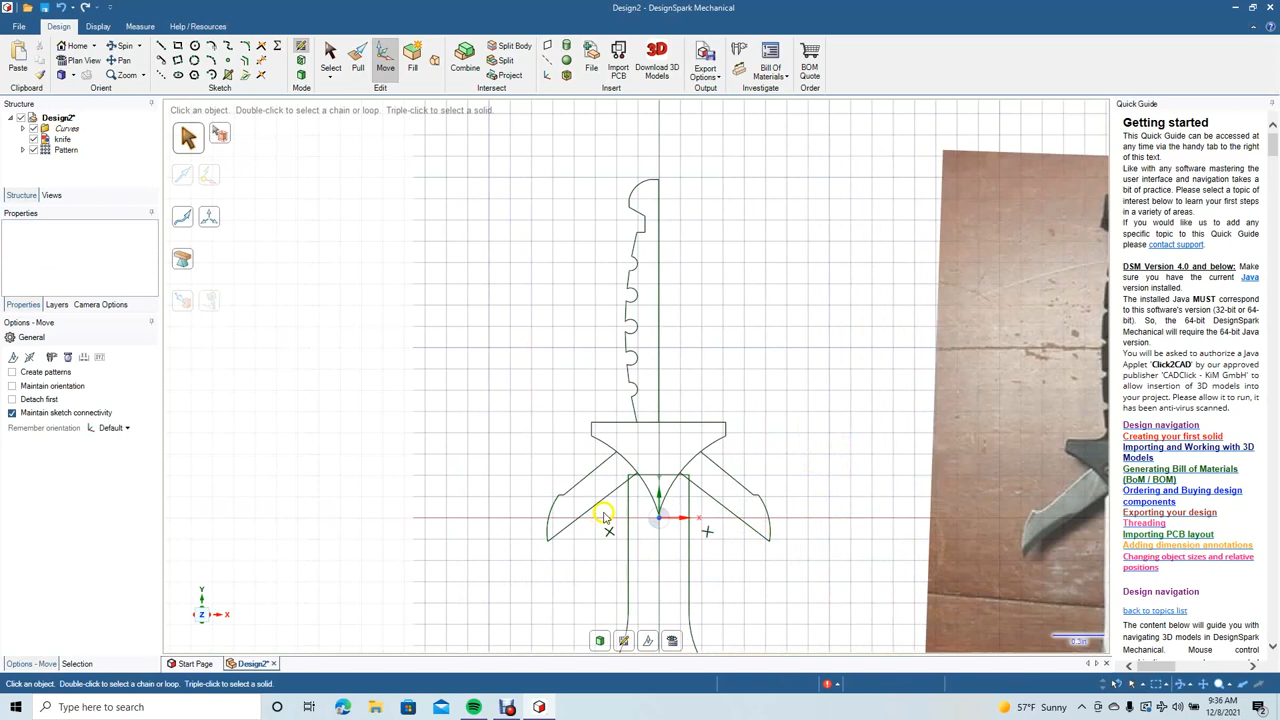 Design2 - DesignSpark Mechanical
File
Design
Display
Measure
Help / Resources
Paste
Clipboard
Home
Plan View
Spin
Pan
Zoom
Orient
Sketch
Mode
Select
Pull
Move
Fill
Edit
Combine
Split Body
Split
Project
Intersect
File
Import PCB
Download 3D Models
Insert
Export Options
Output
Bill Of Materials
Investigate
BOM Quote
Order
Structure
Design2*
Curves
knife
Pattern
Structure
Views
Properties
Properties
Layers
Camera Options
Options - Move
General
Create patterns
Maintain orientation
Detach first
Maintain sketch connectivity
Remember orientation
Default
Options - Move
Selection
Click an object. Double-click to select a chain or loop. Triple-click to select a solid.
x
Y
Z
X
0.3in
Start Page
Design2*
Quick Guide
Getting started
This Quick Guide can be accessed at
any time via the handy tab to the right
of this text.
Like with any software mastering the
user interface and navigation takes a
bit of practice. Please select a topic of
interest below to learn your first steps
in a variety of areas.
If you would like us to add any
specific topic to this Quick Guide
please contact support.
DSM Version 4.0 and below: Make
sure you have the current Java
version installed.
The installed Java MUST correspond
to this software's version (32-bit or 64-
bit). So, the 64-bit DesignSpark
Mechanical will require the 64-bit Java
version.
You will be asked to authorize a Java
Applet 'Click2CAD' by our approved
publisher 'CADClick - KiM GmbH' to
allow insertion of 3D models into
your project. Please allow it to run, it
has been anti-virus scanned.
Design navigation
Creating your first solid
Importing and Working with 3D
Models
Generating Bill of Materials
(BoM / BOM)
Ordering and Buying design
components
Exporting your design
Threading
Importing PCB layout
Adding dimension annotations
Changing object sizes and relative
positions
Design navigation
back to topics list
The content below will guide you with
navigating 3D models in DesignSpark
Mechanical. Mouse control
Click an object. Double-click to select a chain or loop. Triple-click to select a solid.
Type here to search
57°F Sunny
9:36 AM
12/8/2021
2